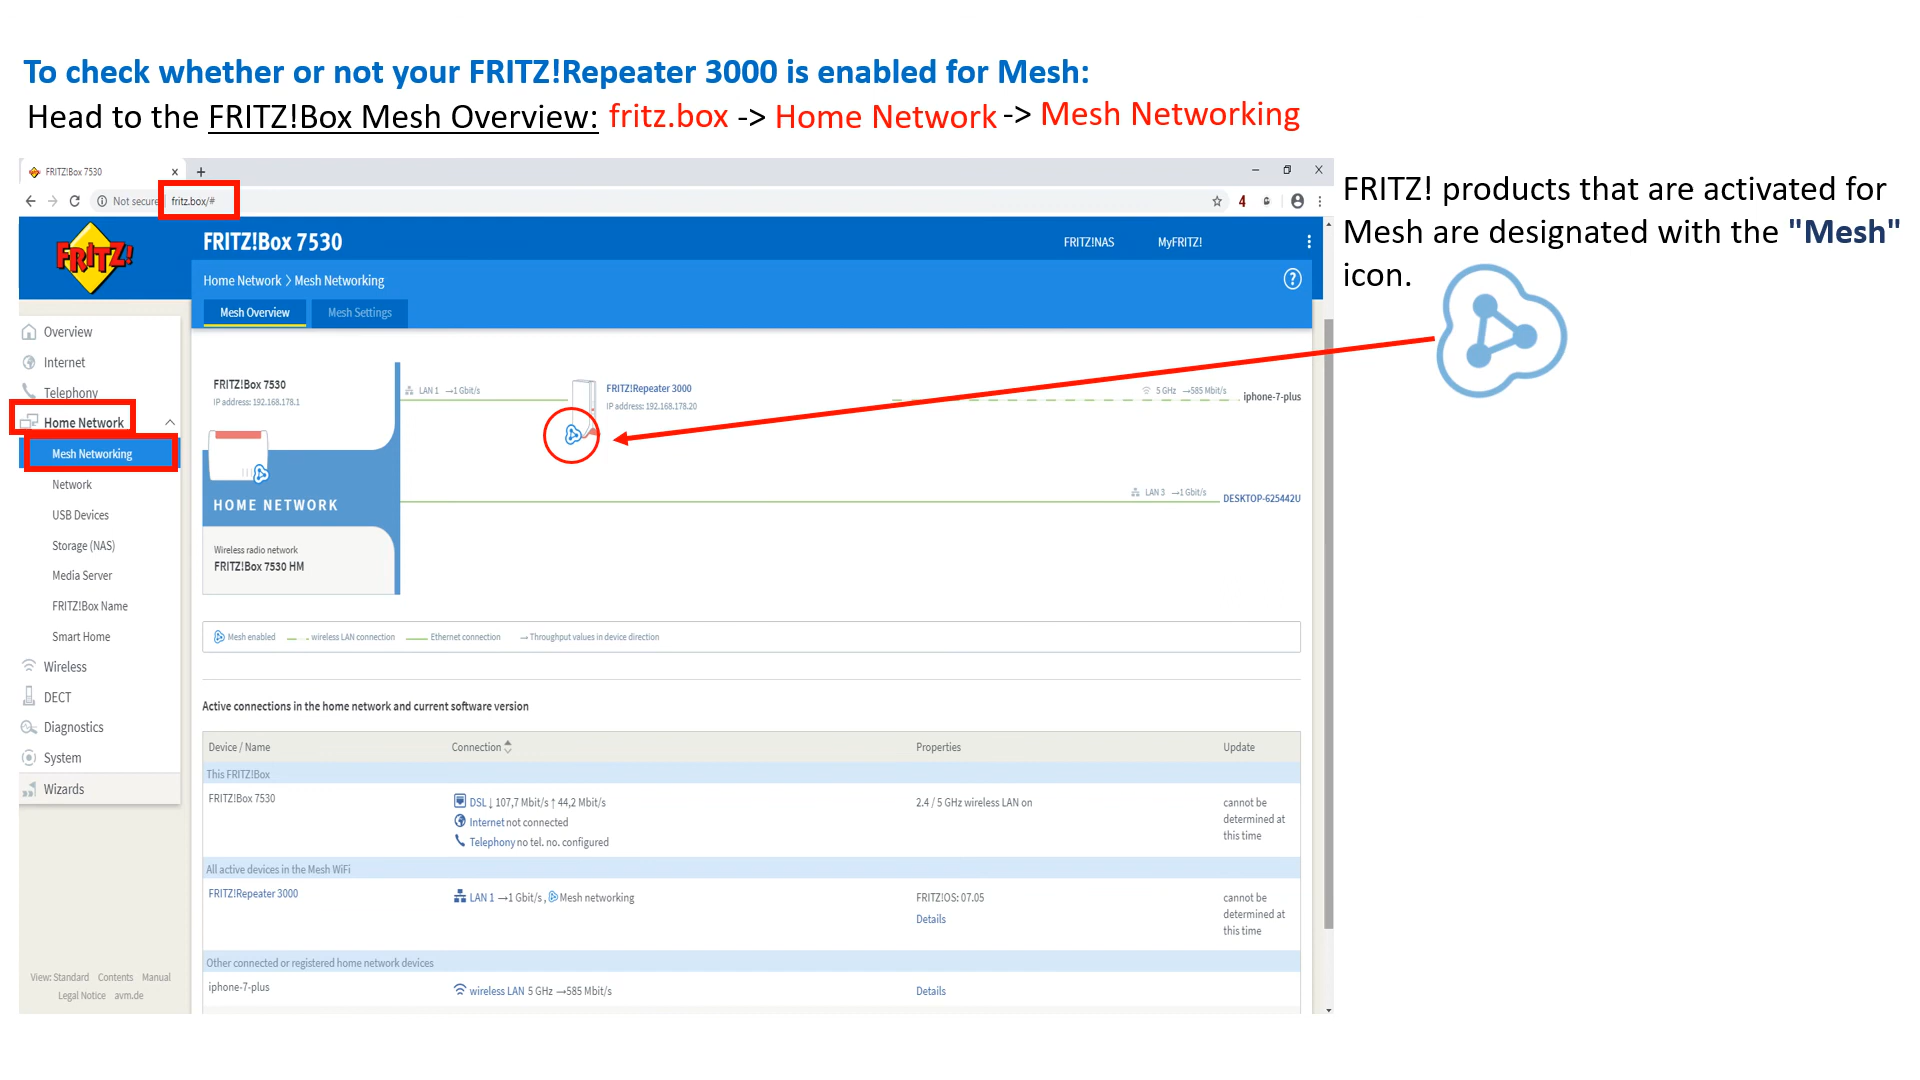 To check whether or not your FRITZ!Repeater 3000 is enabled for Mesh:
Head to the FRITZ!Box Mesh Overview: fritz.box -> Home Network -> Mesh Networking
FRITZ!Box 7530
Not secure fritz.box/#
4
FRITZ! products that are activated for
Mesh are designated with the "Mesh"
icon.
FRITZ!
FRITZ!Box 7530
FRITZ!NAS MyFRITZ!
Home Network > Mesh Networking
?
Mesh Overview Mesh Settings
Overview
Internet
Telephony
Home Network
Mesh Networking
Network
USB Devices
Storage (NAS)
Media Server
FRITZ!Box Name
Smart Home
Wireless
DECT
Diagnostics
System
Wizards
View: Standard Contents Manual
Legal Notice avm.de
FRITZ!Box 7530
IP address: 192.168.178.1
HOME NETWORK
Wireless radio network
FRITZ!Box 7530 HM
LAN 1 →1 Gbit/s
FRITZ!Repeater 3000
IP address: 192.168.178.20
5 GHz →585 Mbit/s
iphone-7-plus
LAN 3 →1 Gbit/s
DESKTOP-625442U
Mesh enabled wireless LAN connection Ethernet connection → Throughput values in device direction
Active connections in the home network and current software version
Device / Name Connection Properties Update
This FRITZ!Box
FRITZ!Box 7530
DSL ↓ 107,7 Mbit/s ↑ 44,2 Mbit/s
Internet not connected
Telephony no tel. no. configured
2.4 / 5 GHz wireless LAN on
cannot be
determined at
this time
All active devices in the Mesh WiFi
FRITZ!Repeater 3000
LAN 1 →1 Gbit/s , Mesh networking
FRITZ!OS: 07.05
Details
cannot be
determined at
this time
Other connected or registered home network devices
iphone-7-plus
wireless LAN 5 GHz →585 Mbit/s
Details